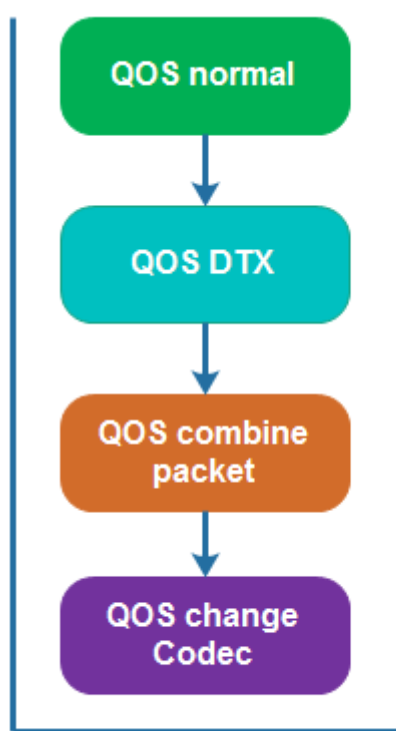 QOS normal
QOS DTX
QOS combine
packet
QOS change
Codec